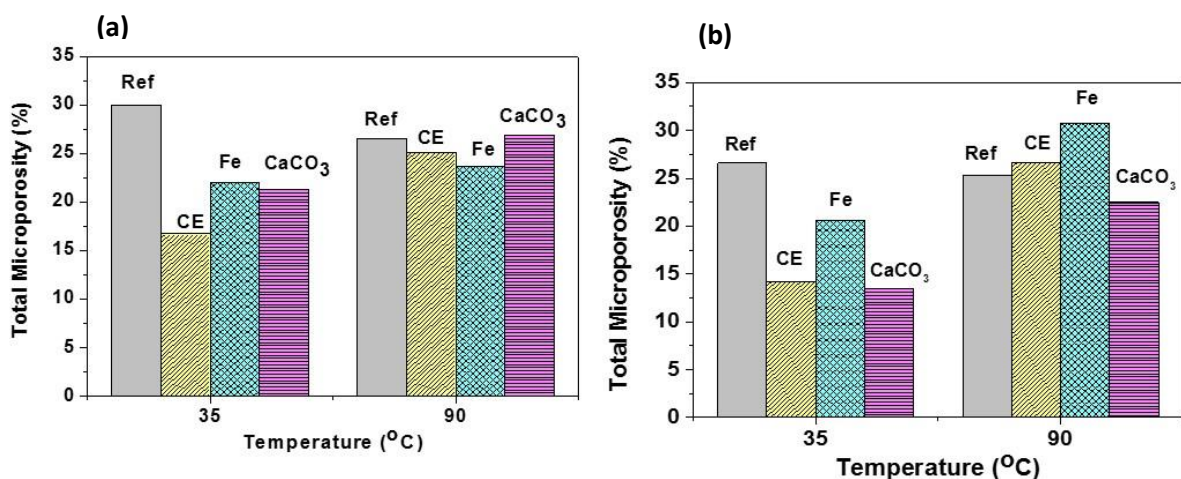 (a)
Total Microporosity (%)
35
30
25
20
15
10
5
0
Ref
CE
Fe
CaCO₃
Ref
CE
Fe
CaCO₃
35
90
Temperature (ᴼC)
(b)
Total Microporosity (%)
35
30
25
20
15
10
5
0
Ref
CE
Fe
CaCO₃
Ref
CE
Fe
CaCO₃
35
90
Temperature (ᴼC)